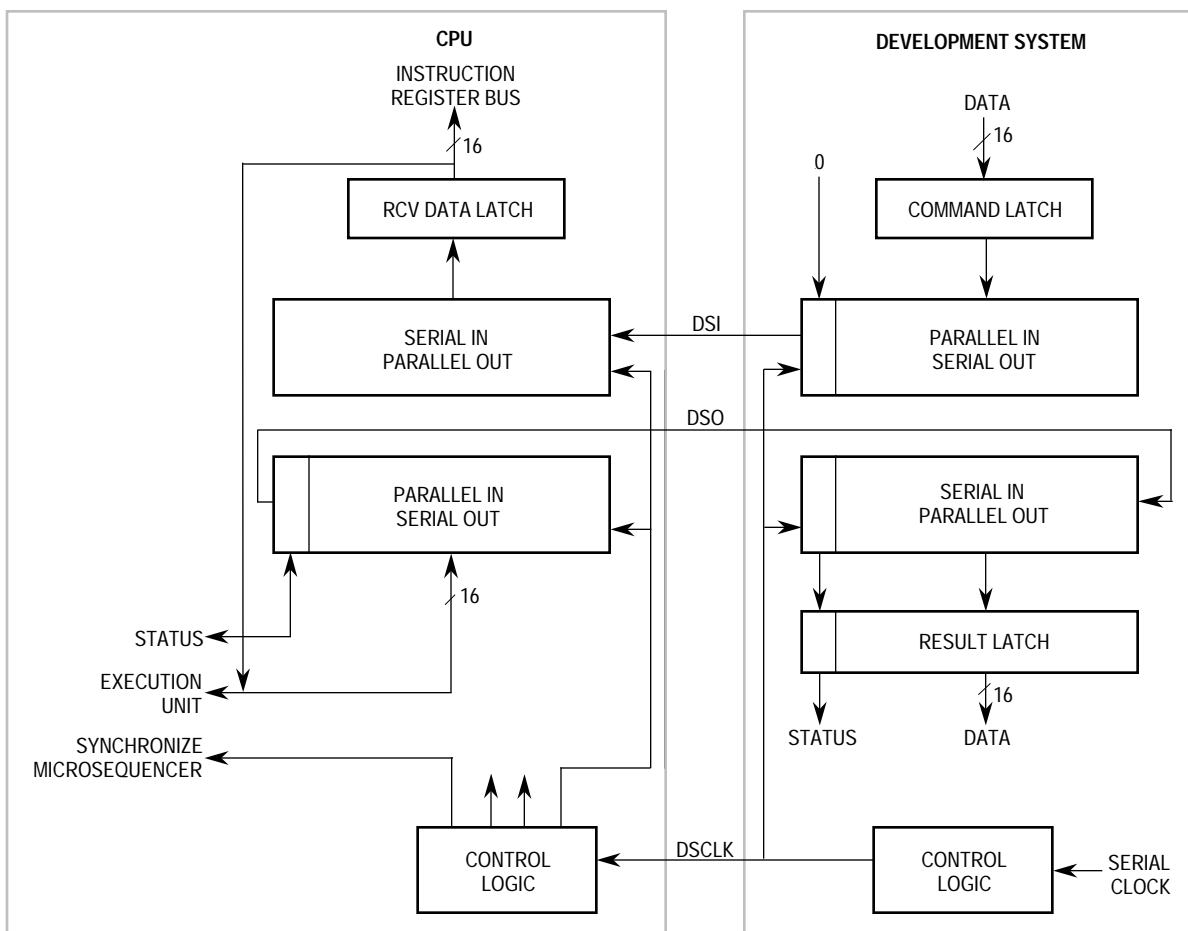 CPU
INSTRUCTION
REGISTER BUS
16
RCV DATA LATCH
SERIAL IN
PARALLEL OUT
PARALLEL IN
SERIAL OUT
16
STATUS
EXECUTION
UNIT
SYNCHRONIZE
MICROSEQUENCER
CONTROL
LOGIC
DSI
DSO
DSCLK
DEVELOPMENT SYSTEM
DATA
16
0
COMMAND LATCH
PARALLEL IN
SERIAL OUT
SERIAL IN
PARALLEL OUT
RESULT LATCH
16
STATUS
DATA
CONTROL
LOGIC
SERIAL
CLOCK